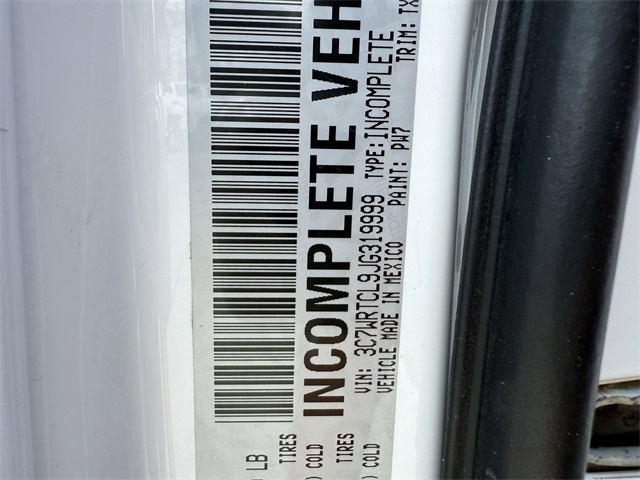 LB
TIRES
COLD
TIRES
COLD
INCOMPLETE VEH
VIN: 3C7WRTCL9JG319999 TYPE:INCOMPLETE
VEHICLE MADE IN MEXICO PAINT: PW7 TRIM: TX